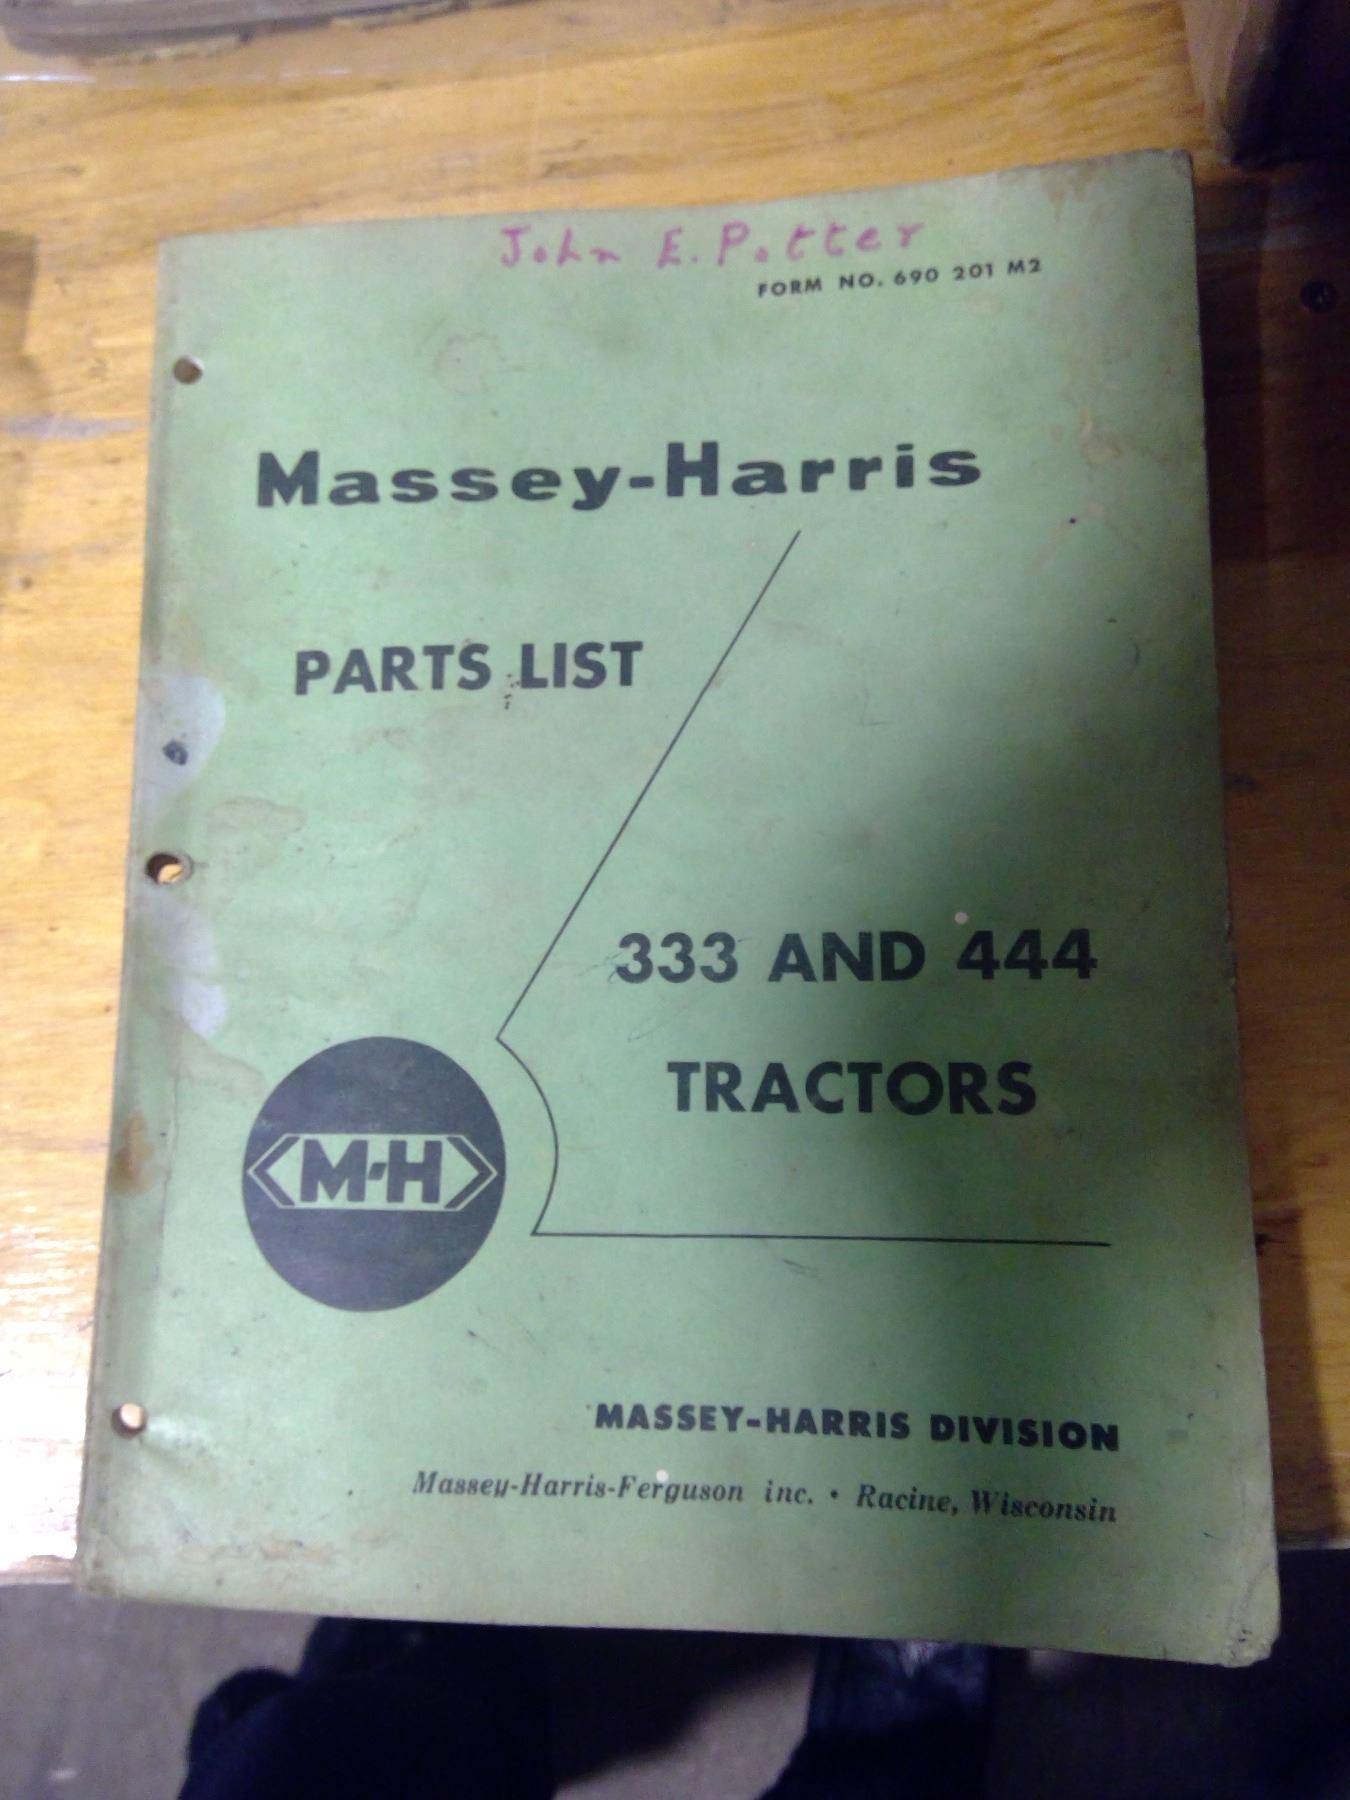 John E. Potter
FORM NO. 690 201 M2
Massey-Harris
PARTS LIST
333 AND 444
TRACTORS
M-H
MASSEY-HARRIS DIVISION
Massey-Harris-Ferguson inc. • Racine, Wisconsin